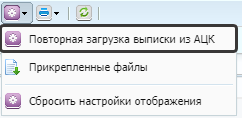 Повторная загрузка выписки из АЦК
Прикрепленные файлы
Сбросить настройки отображения